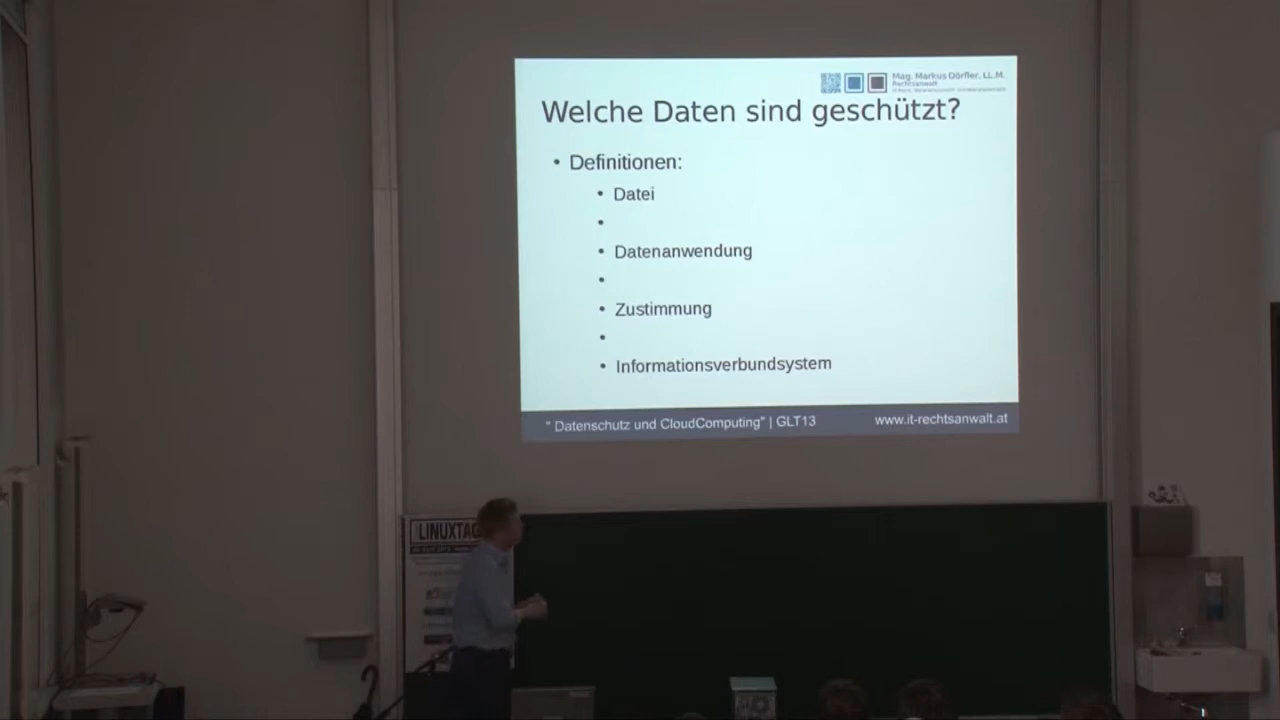 Mag. Markus Dörfler, LL.M.
Rechtsanwalt
Welche Daten sind geschützt?
• Definitionen:
• Datei
•
• Datenanwendung
•
• Zustimmung
•
• Informationsverbundsystem
" Datenschutz und CloudComputing" | GLT13
www.it-rechtsanwalt.at
LINUXTAG